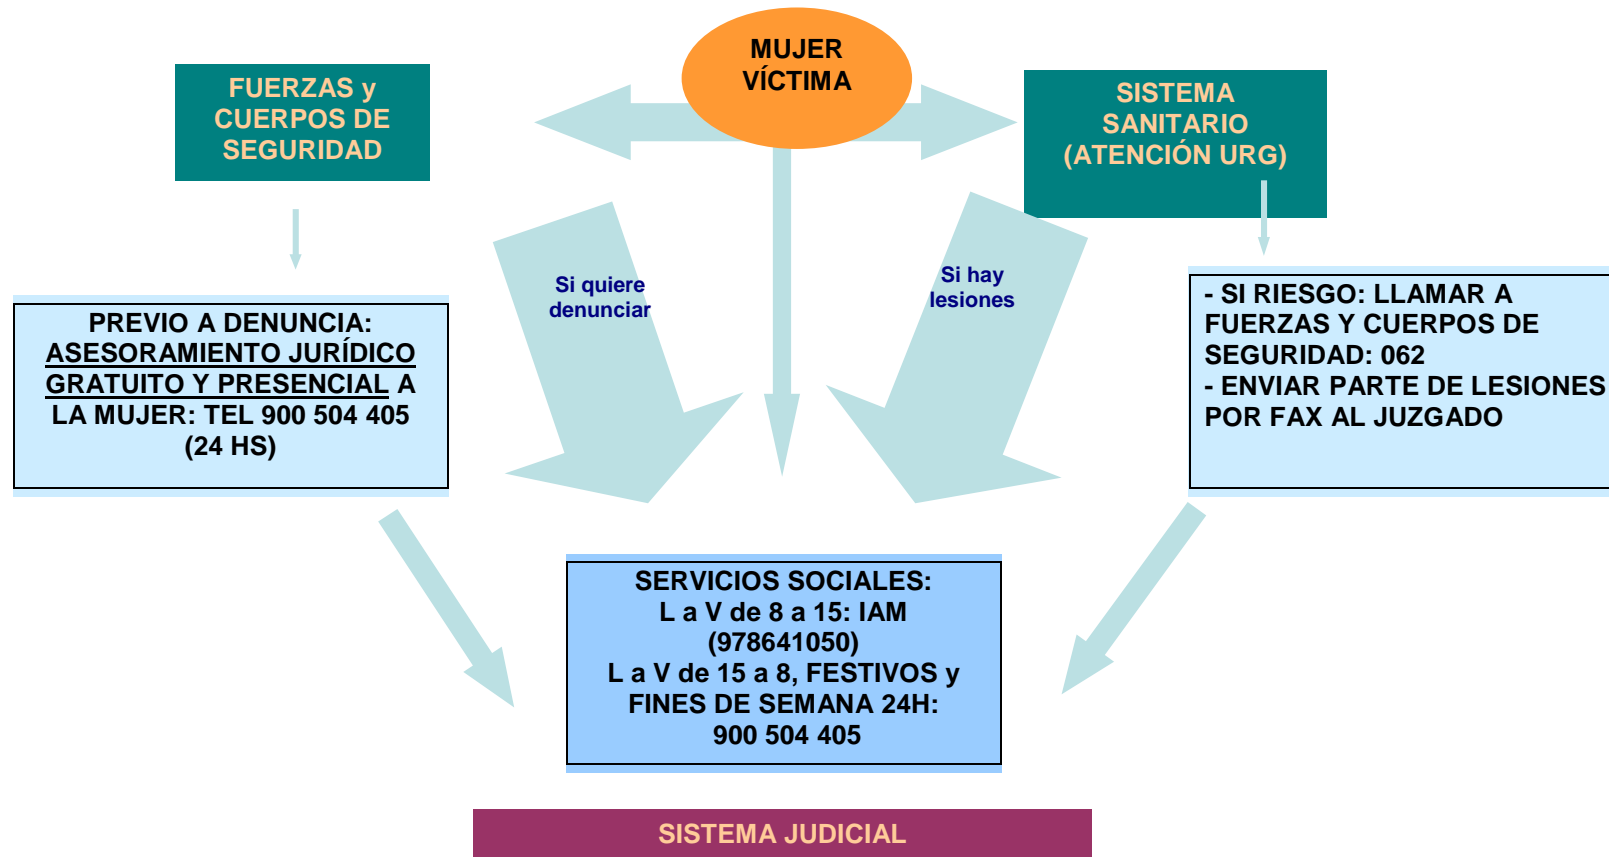 MUJER
VÍCTIMA
FUERZAS y
CUERPOS DE
SEGURIDAD
SISTEMA
SANITARIO
(ATENCIÓN URG)
Si quiere
denunciar
Si hay
lesiones
PREVIO A DENUNCIA:
ASESORAMIENTO JURÍDICO
GRATUITO Y PRESENCIAL A
LA MUJER: TEL 900 504 405
(24 HS)
- SI RIESGO: LLAMAR A
FUERZAS Y CUERPOS DE
SEGURIDAD: 062
- ENVIAR PARTE DE LESIONES
POR FAX AL JUZGADO
SERVICIOS SOCIALES:
L a V de 8 a 15: IAM
(978641050)
L a V de 15 a 8, FESTIVOS y
FINES DE SEMANA 24H:
900 504 405
SISTEMA JUDICIAL